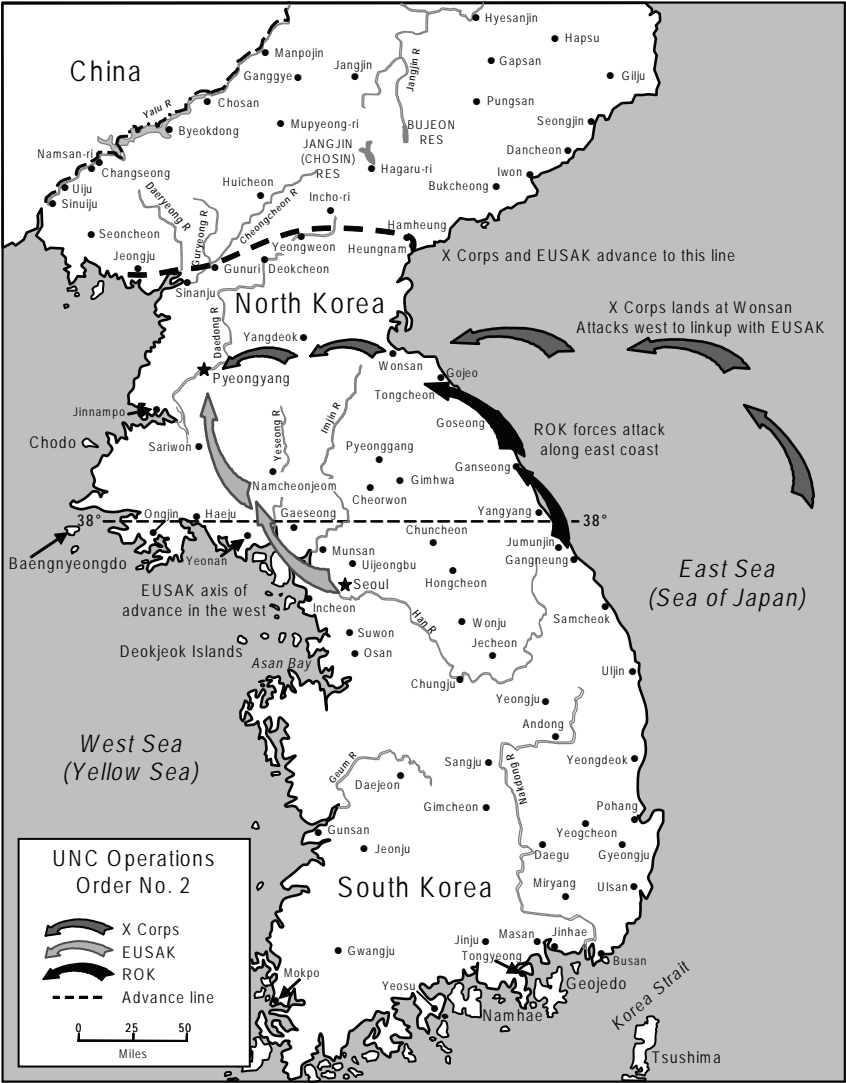 Hyesanjin
Hapsu
China
Manpojin
Jangjin
Gapsan
Ganggye
Gilju
Jangjin R
Yalu R
Chosan
Pungsan
Seongjin
Byeokdong
Mupyeong-ri
BUJEON
RES
JANGJIN
(CHOSIN)
RES
Dancheon
Namsan-ri
Changseong
Hagaru-ri
Iwon
Uiju
Sinuiju
Daeryeong R
Huicheon
Bukcheong
Guryeong R
Cheongcheon R
Incho-ri
Seoncheon
Hamheung
Yeongweon
Heungnam
Jeongju
Gunuri
Deokcheon
X Corps and EUSAK advance to this line
Sinanju
North Korea
X Corps lands at Wonsan
Attacks west to linkup with EUSAK
Daedong R
Yangdeok
Wonsan
Pyeongyang
Gojeo
Tongcheon
Jinnampo
Imjin R
Yeseong R
Goseong
ROK forces attack
along east coast
Chodo
Sariwon
Pyeonggang
Ganseong
Namcheonjeom
Gimhwa
Cheorwon
Ongjin
Haeju
Gaeseong
Yangyang
38°
38°
Chuncheon
Baengnyeongdo
Yeonan
Munsan
Jumunjin
Uijeongbu
Gangneung
EUSAK axis of
advance in the west
Seoul
Hongcheon
East Sea
(Sea of Japan)
Incheon
Han R
Samcheok
Suwon
Wonju
Deokjeok Islands
Osan
Jecheon
Asan Bay
Uljin
Chungju
Yeongju
Andong
West Sea
(Yellow Sea)
Geum R
Sangju
Nakdong R
Yeongdeok
Daejeon
Gimcheon
Pohang
Gunsan
Yeogcheon
Jeonju
Daegu
Gyeongju
South Korea
Miryang
Ulsan
Jinju
Masan
Jinhae
Gwangju
Tongyeong
Busan
Mokpo
Yeosu
Geojedo
Namhae
Korea Strait
Tsushima
UNC Operations
Order No. 2
X Corps
EUSAK
ROK
Advance line
0 25 50
Miles